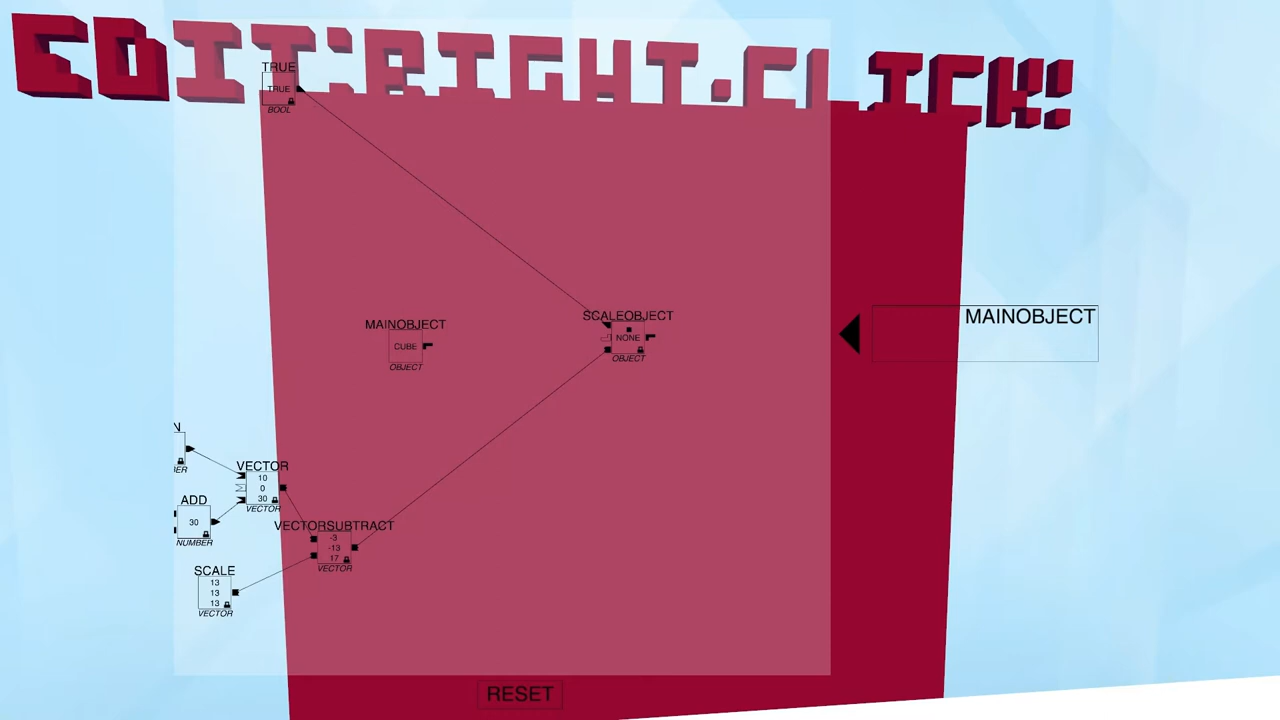 EDIT:RIGHT.CLICK!
TRUE
TRUE
BOOL
MAINOBJECT
CUBE
OBJECT
SCALEOBJECT
NONE
OBJECT
MAINOBJECT
N
BER
VECTOR
10
0
30
VECTOR
ADD
30
NUMBER
VECTORSUBTRACT
-3
-13
17
VECTOR
SCALE
13
13
13
VECTOR
RESET